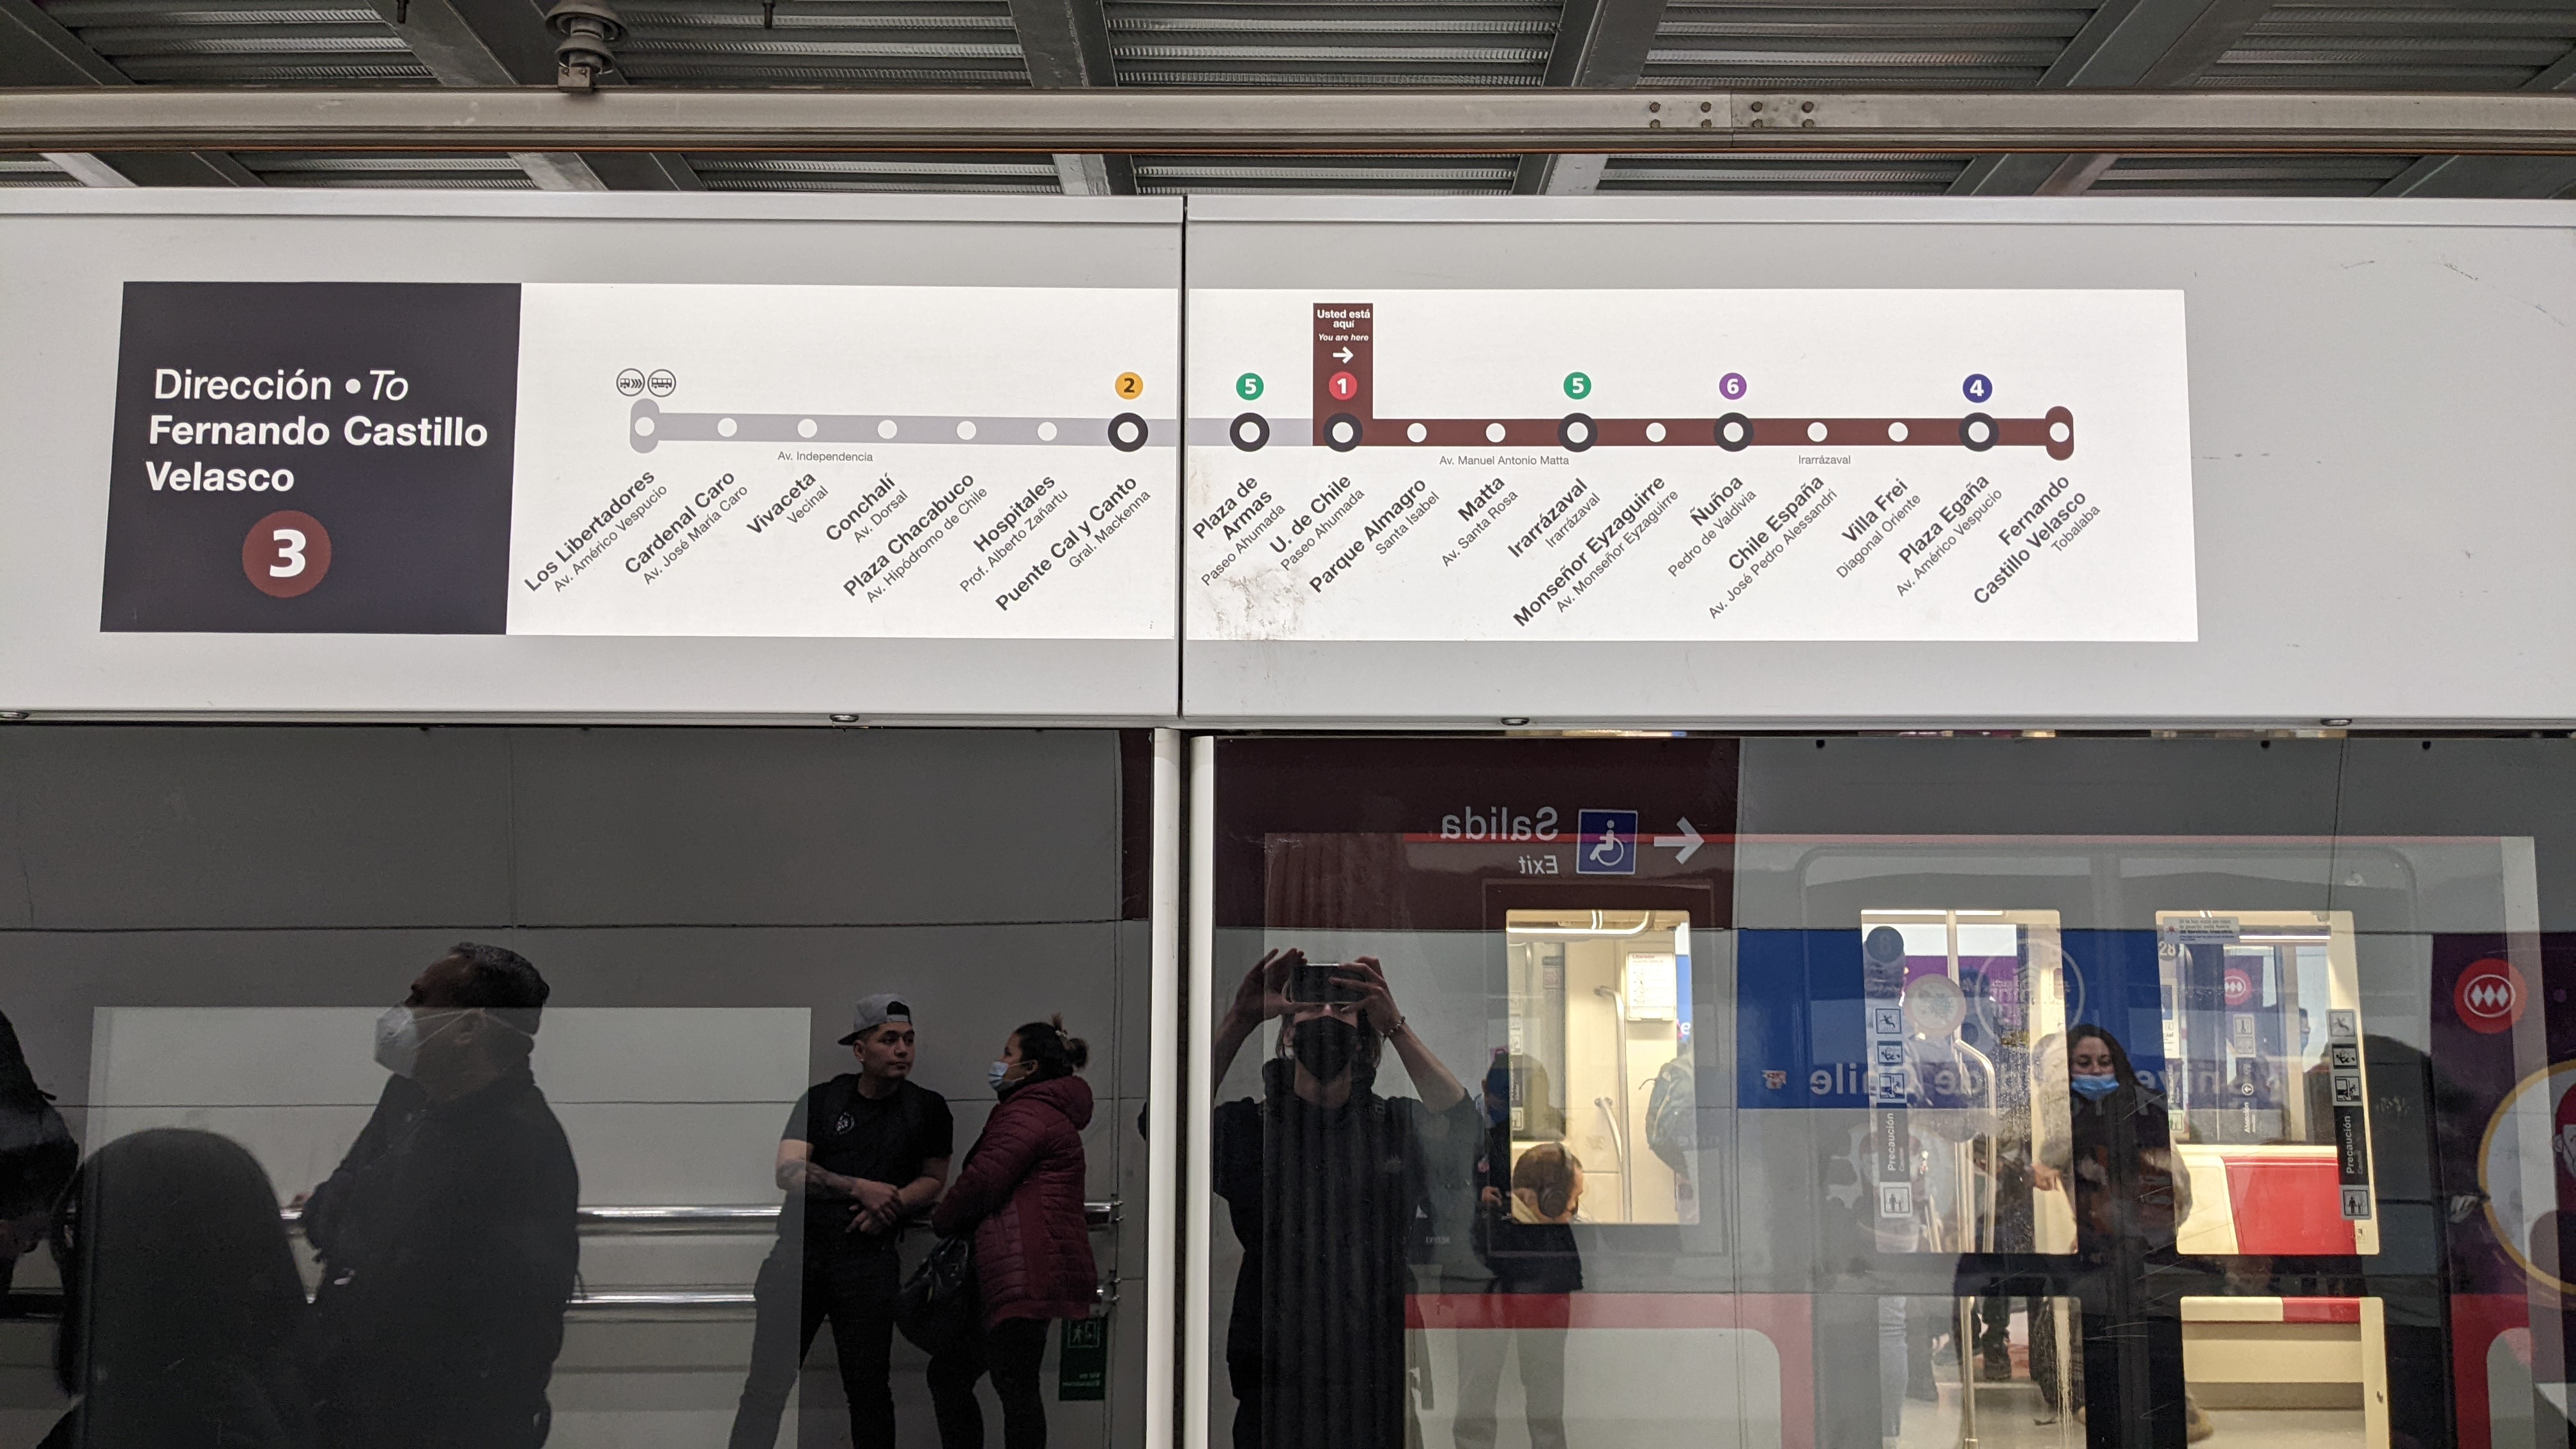 Dirección • To
Fernando Castillo
Velasco
3
2
5
Usted está
aquí
You are here
1
5
6
4
Av. Independencia
Av. Manuel Antonio Matta
Irarrázaval
Los Libertadores
Av. Américo Vespucio
Cardenal Caro
Av. José María Caro
Vivaceta
Vecinal
Conchalí
Av. Dorsal
Plaza Chacabuco
Av. Hipódromo de Chile
Hospitales
Prof. Alberto Zañartu
Puente Cal y Canto
Gral. Mackenna
Plaza de
Armas
Paseo Ahumada
U. de Chile
Paseo Ahumada
Parque Almagro
Santa Isabel
Matta
Av. Santa Rosa
Irarrázaval
Irarrázaval
Monseñor Eyzaguirre
Av. Monseñor Eyzaguirre
Ñuñoa
Pedro de Valdivia
Chile España
Av. José Pedro Alessandri
Villa Frei
Diagonal Oriente
Plaza Egaña
Av. Américo Vespucio
Fernando
Castillo Velasco
Tobalaba
Salida
Exit
28
de Chile
Precaución
Precaución